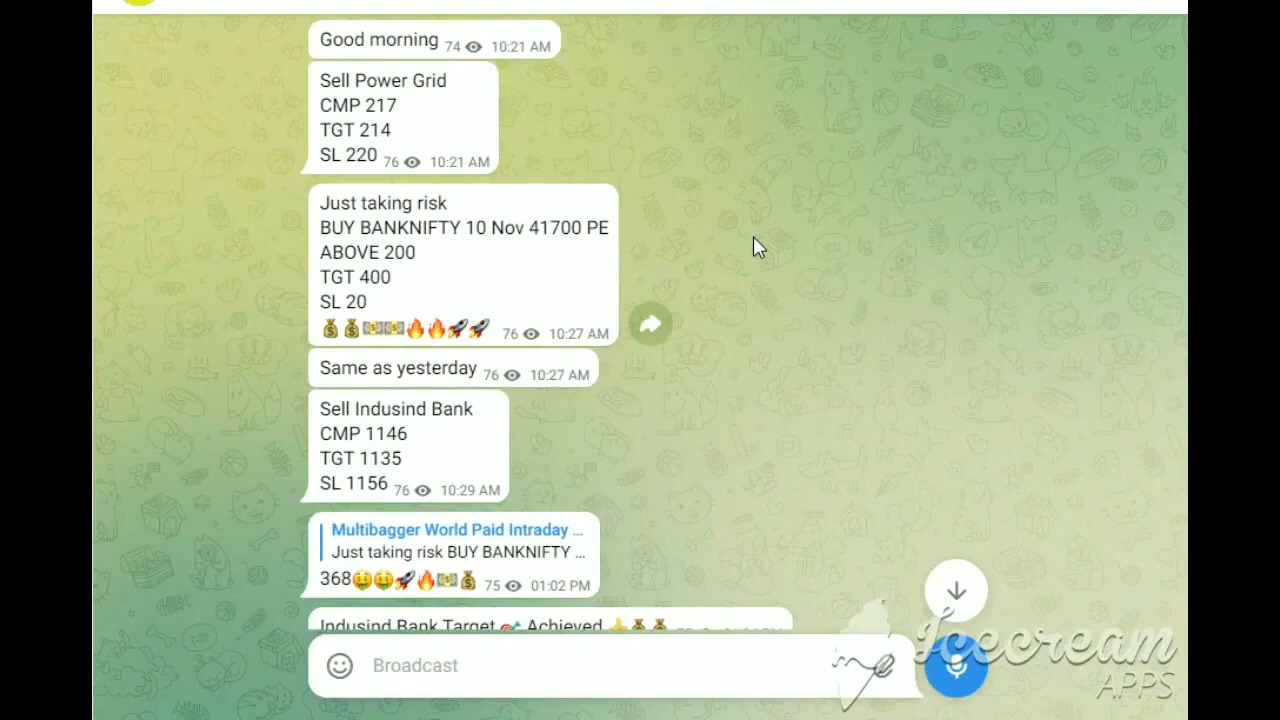 Good morning 74 10:21 AM
Sell Power Grid
CMP 217
TGT 214
SL 220 76 10:21 AM
Just taking risk
BUY BANKNIFTY 10 Nov 41700 PE
ABOVE 200
TGT 400
SL 20
💰💰💵💵🔥🔥🚀🚀 76 10:27 AM
Same as yesterday 76 10:27 AM
Sell Indusind Bank
CMP 1146
TGT 1135
SL 1156 76 10:29 AM
Multibagger World Paid Intraday ...
Just taking risk BUY BANKNIFTY ...
368🤑🤑🚀🔥💵💰 75 01:02 PM
Indusind Bank Target 🎯 Achieved 👍💰💰
Broadcast
Icecream
APPS